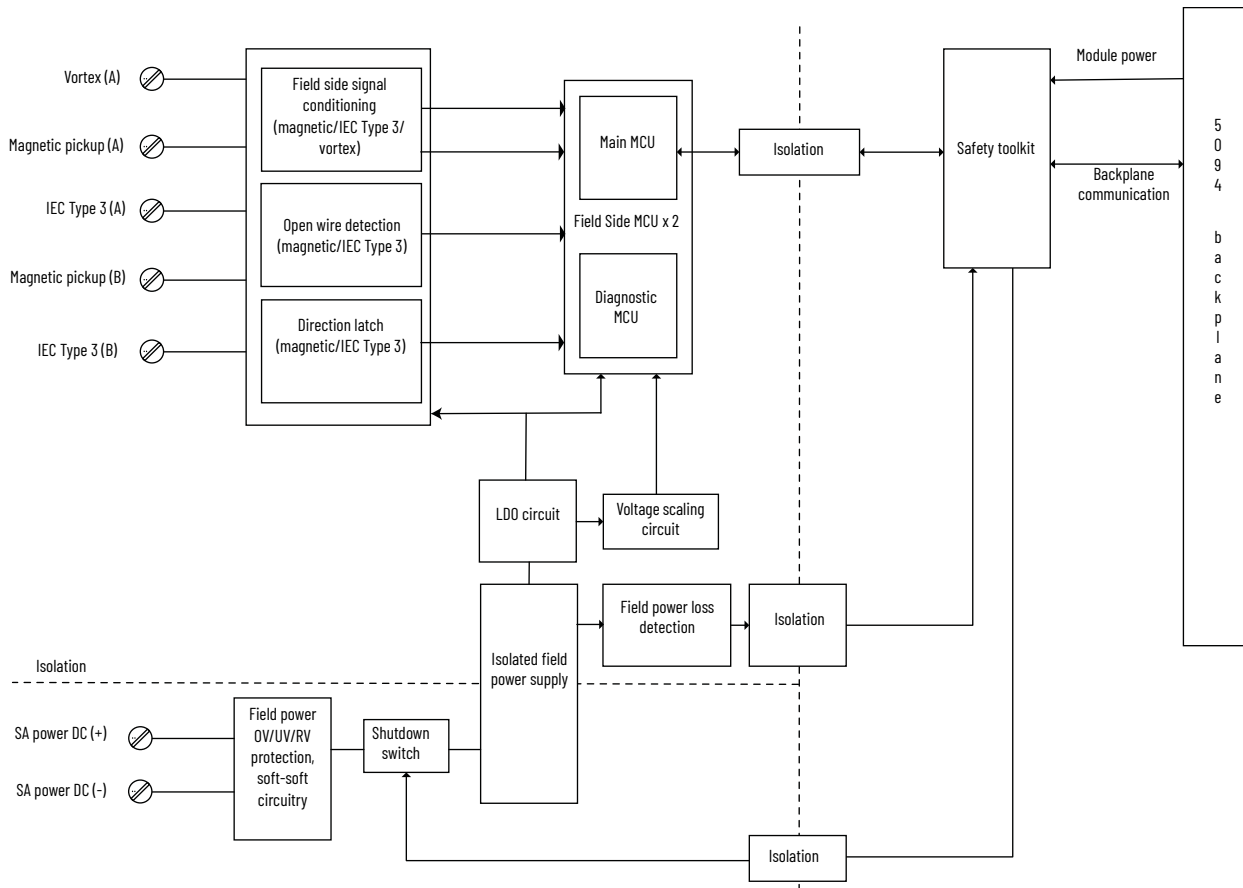 Vortex (A)
Magnetic pickup (A)
IEC Type 3 (A)
Magnetic pickup (B)
IEC Type 3 (B)
Field side signal
conditioning
(magnetic/IEC Type 3/
vortex)
Open wire detection
(magnetic/IEC Type 3)
Direction latch
(magnetic/IEC Type 3)
Main MCU
Field Side MCU x 2
Diagnostic
MCU
Isolation
Safety toolkit
Module power
Backplane
communication
5094 backplane
LDO circuit
Voltage scaling
circuit
Isolated field
power supply
Field power loss
detection
Isolation
Isolation
SA power DC (+)
SA power DC (-)
Field power
OV/UV/RV
protection,
soft-soft
circuitry
Shutdown
switch
Isolation